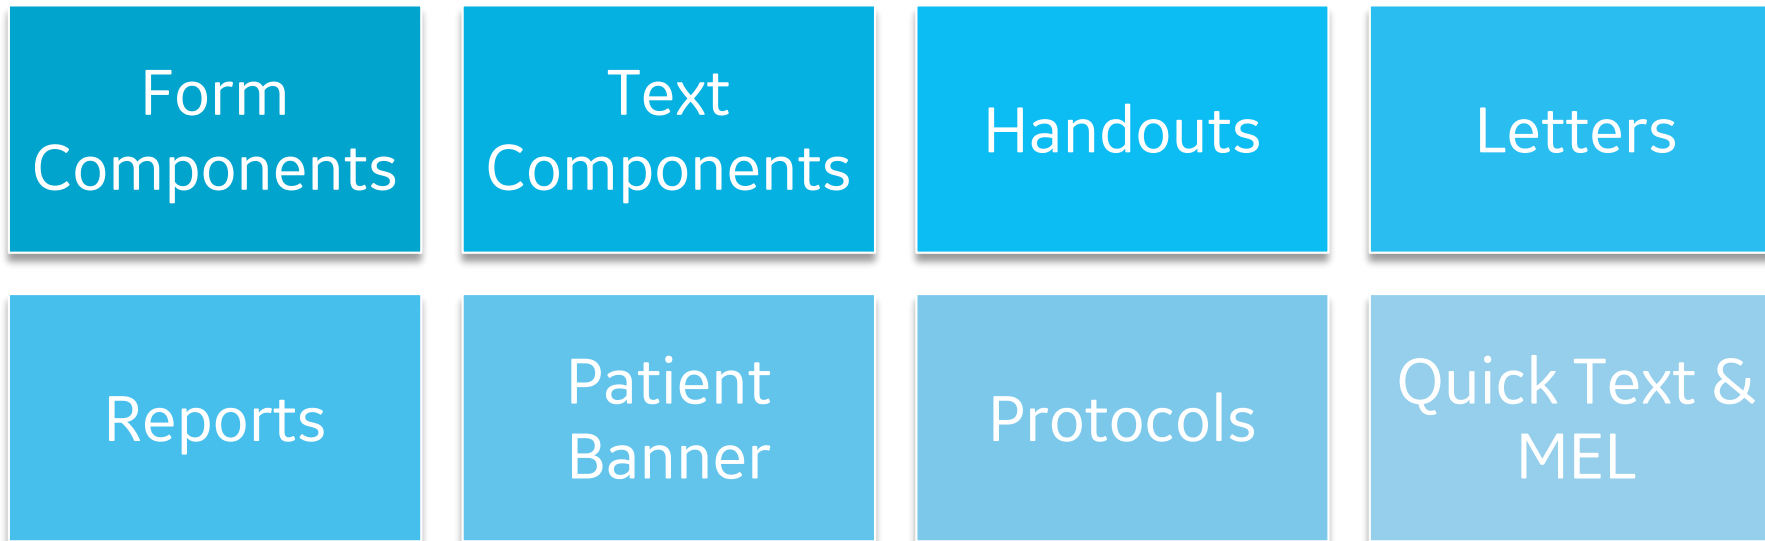 Form
Components
Text
Components
Handouts
Letters
Reports
Patient
Banner
Protocols
Quick Text &
MEL